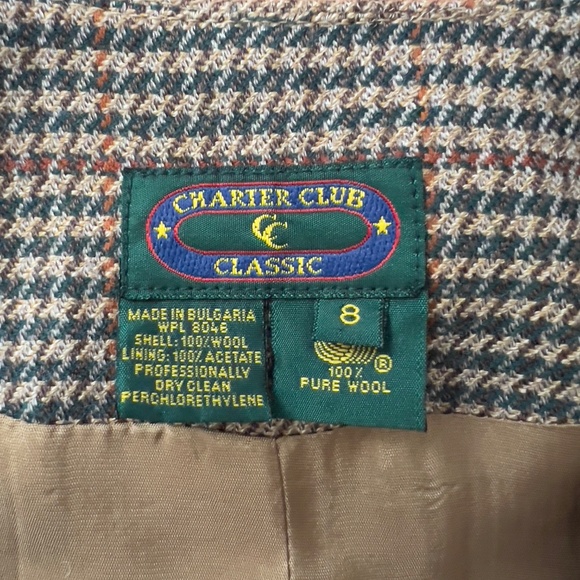 CHARTER CLUB
CC
CLASSIC
MADE IN BULGARIA
WPL 8046
SHELL: 100% WOOL
LINING: 100% ACETATE
PROFESSIONALLY
DRY CLEAN
PERCHLORETHYLENE
8
®
100%
PURE WOOL